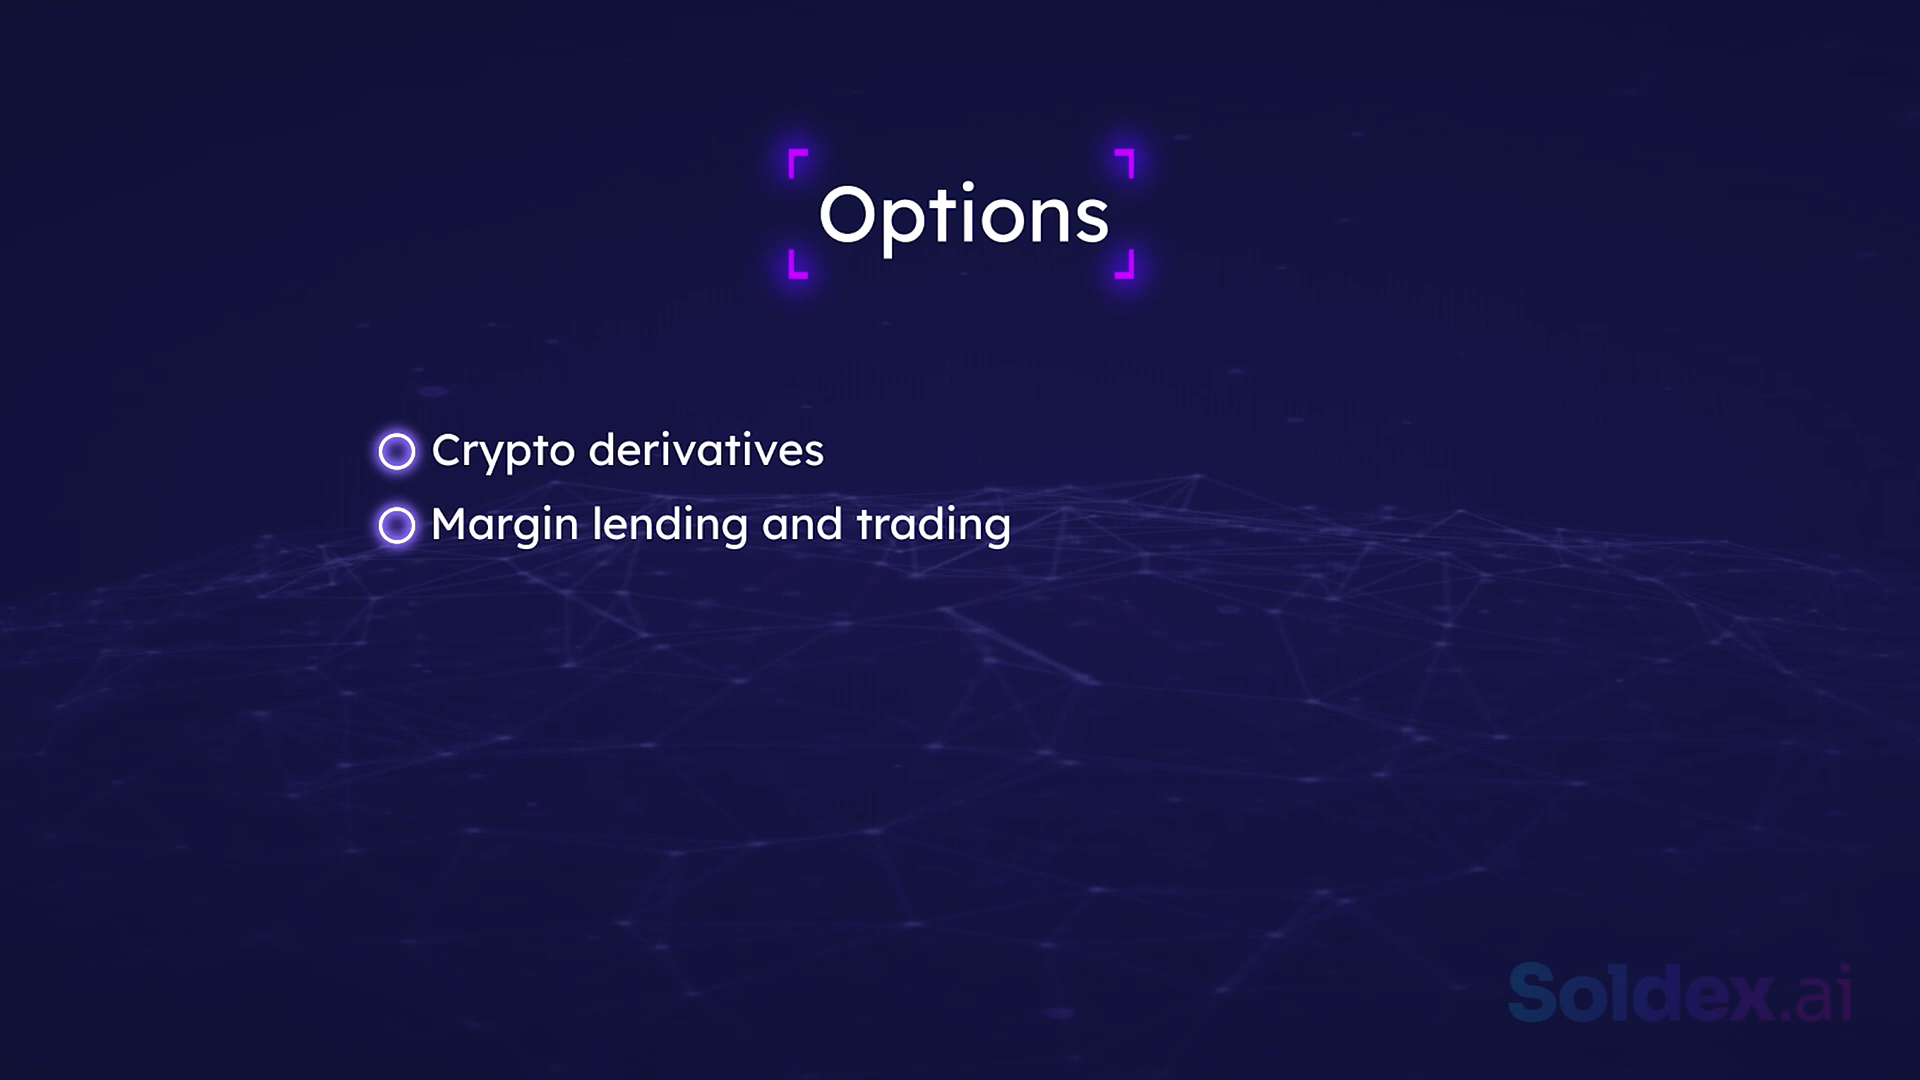 Options
Crypto derivatives
Margin lending and trading
Soldex.ai